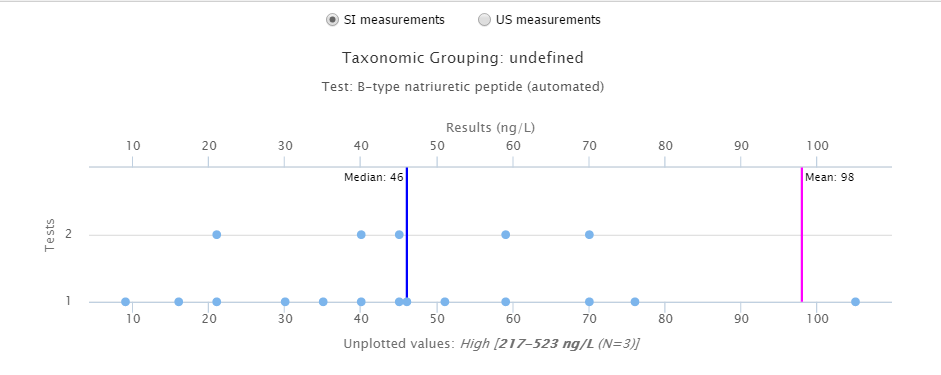 SI measurements US measurements
Taxonomic Grouping: undefined
Test: B-type natriuretic peptide (automated)
Results (ng/L)
10 20 30 40 50 60 70 80 90 100
Median: 46 Mean: 98
Tests
2
1
10 20 30 40 50 60 70 80 90 100
Unplotted values: High [217-523 ng/L (N=3)]